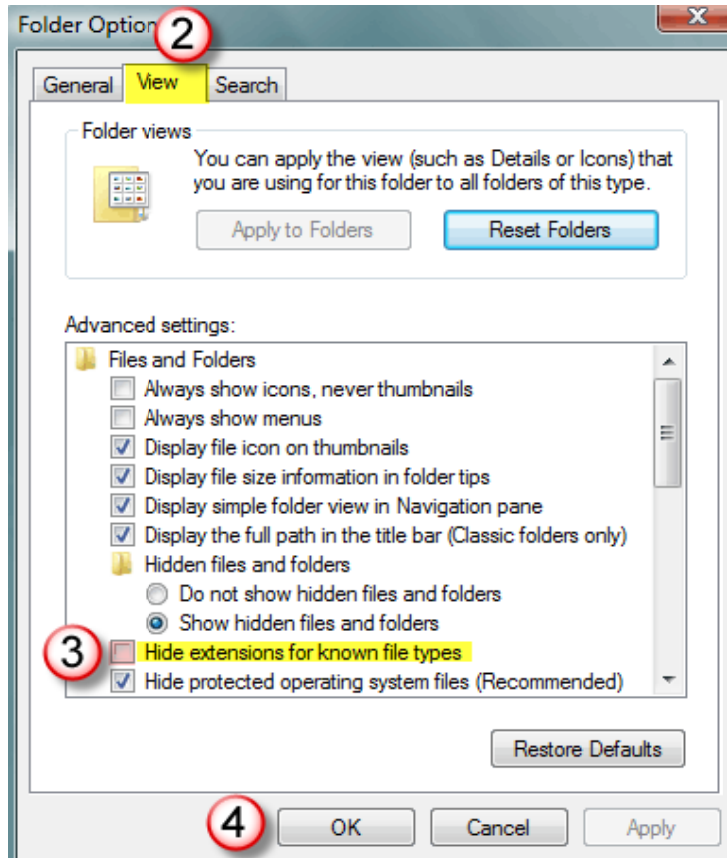 Folder Option
2
General View Search
Folder views
You can apply the view (such as Details or Icons) that
you are using for this folder to all folders of this type.
Apply to Folders Reset Folders
Advanced settings:
Files and Folders
Always show icons, never thumbnails
Always show menus
Display file icon on thumbnails
Display file size information in folder tips
Display simple folder view in Navigation pane
Display the full path in the title bar (Classic folders only)
Hidden files and folders
Do not show hidden files and folders
Show hidden files and folders
3 Hide extensions for known file types
Hide protected operating system files (Recommended)
Restore Defaults
4 OK Cancel Apply